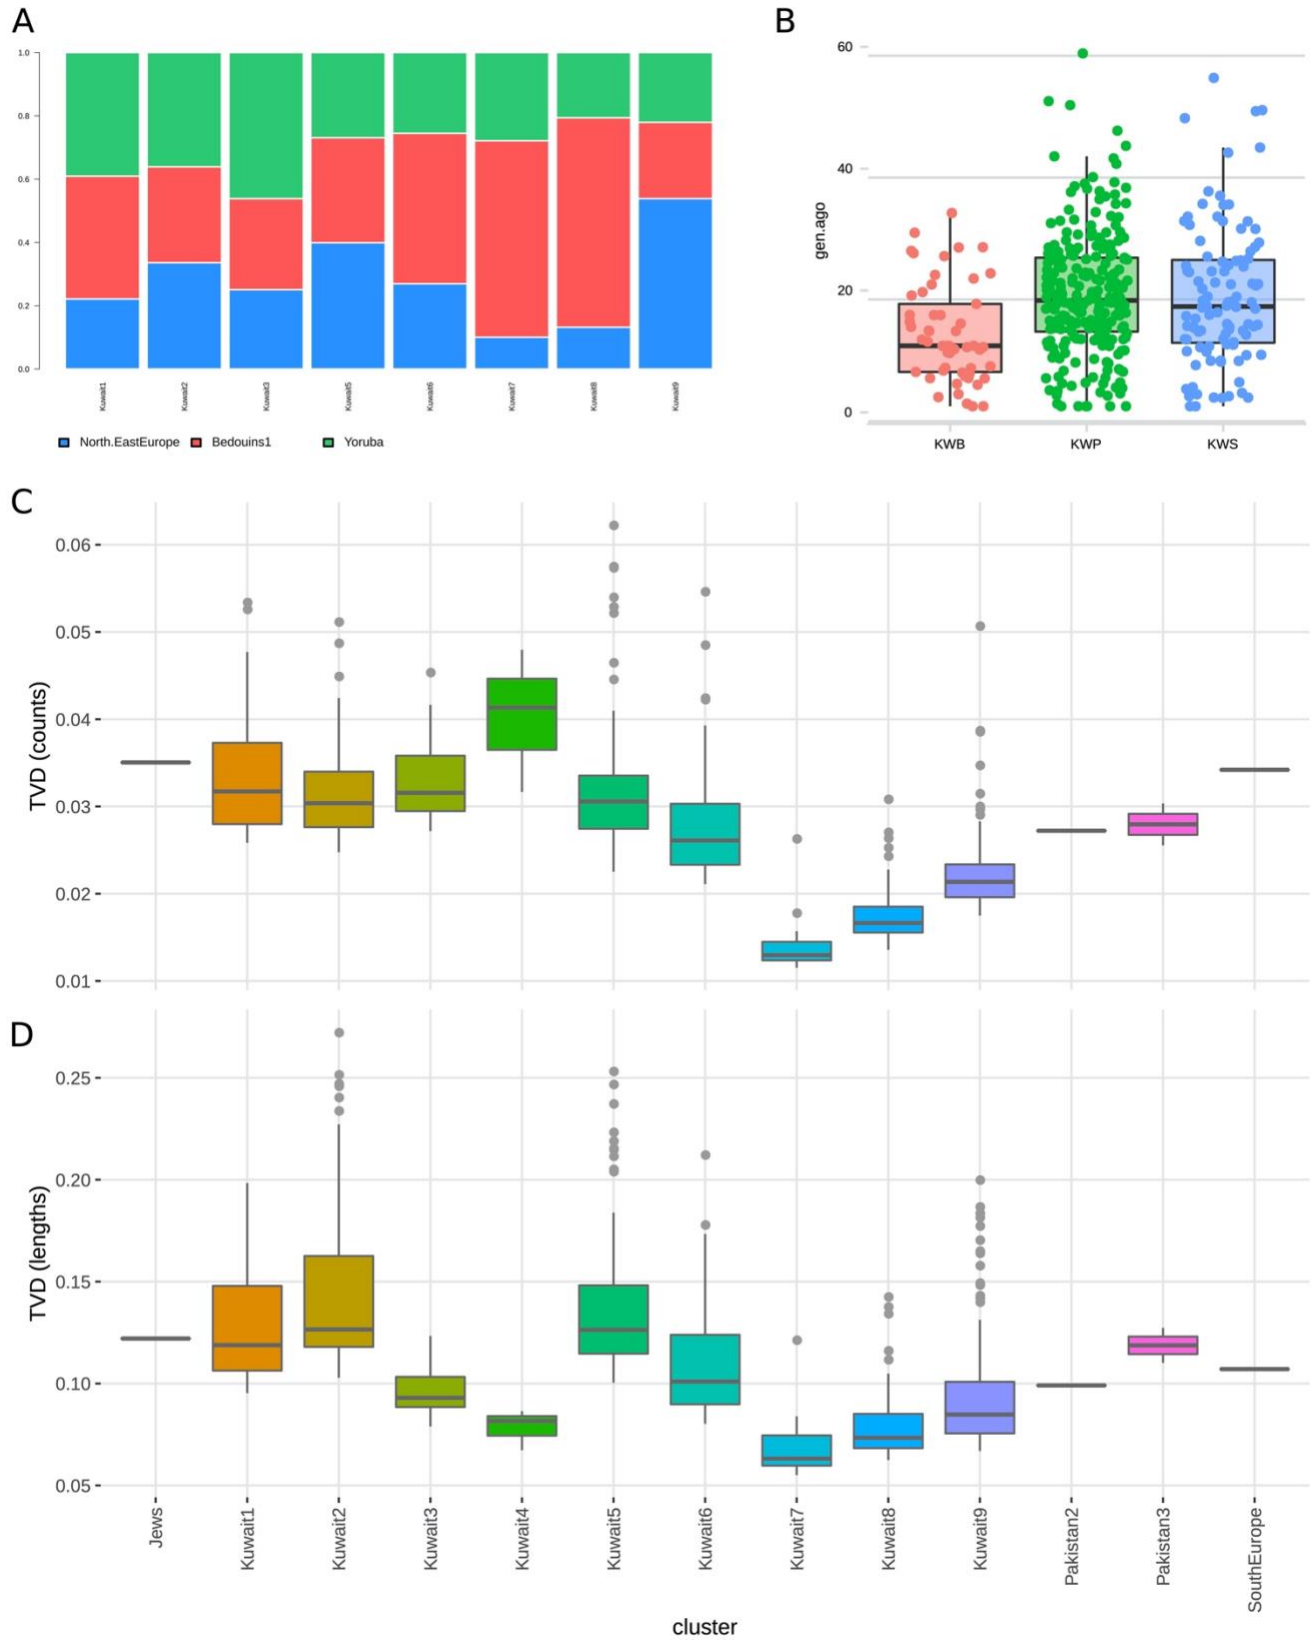 A
1.0
0.8
0.6
0.4
0.2
0.0
Kuwait1
Kuwait2
Kuwait3
Kuwait5
Kuwait6
Kuwait7
Kuwait8
Kuwait9
North.EastEurope Bedouins1 Yoruba
B
60
40
20
0
gen.ago
KWB KWP KWS
C
0.06
0.05
0.04
0.03
0.02
0.01
TVD (counts)
D
0.25
0.20
0.15
0.10
0.05
TVD (lengths)
Jews
Kuwait1
Kuwait2
Kuwait3
Kuwait4
Kuwait5
Kuwait6
Kuwait7
Kuwait8
Kuwait9
Pakistan2
Pakistan3
SouthEurope
cluster